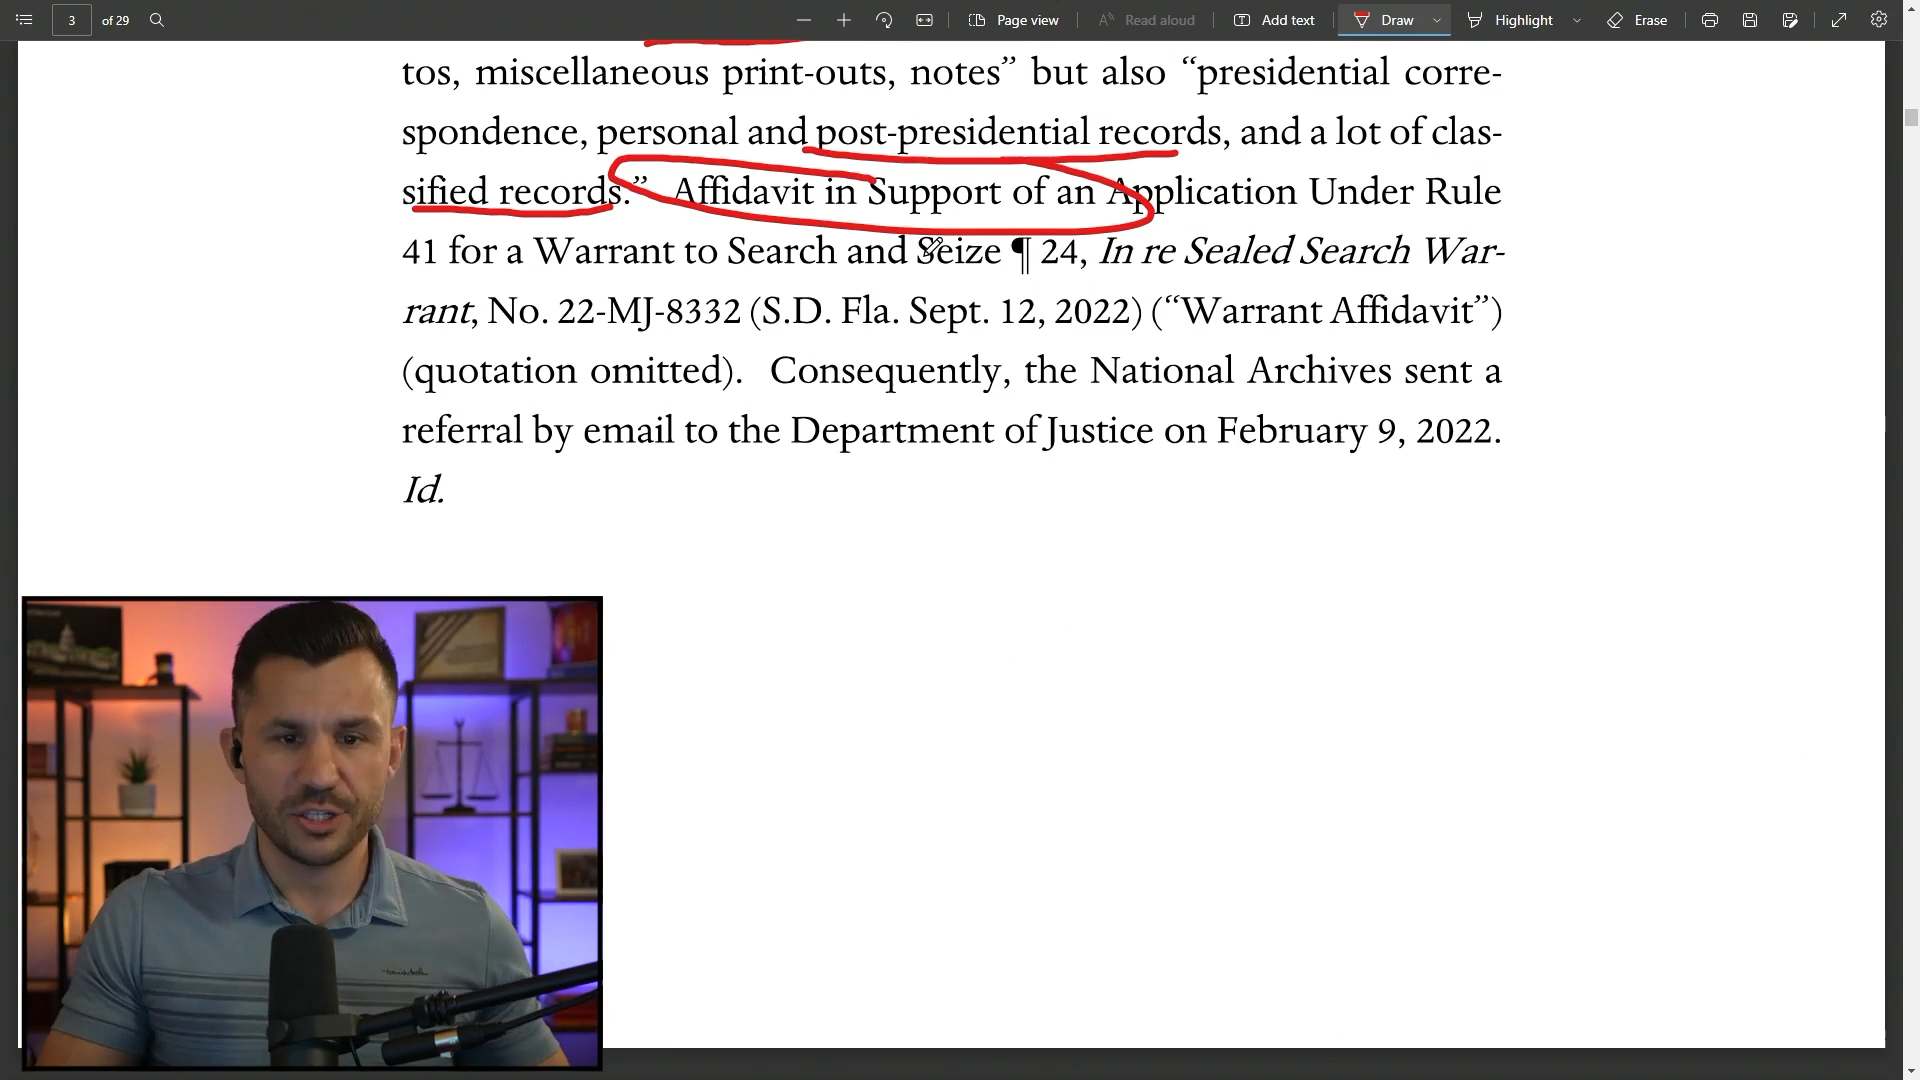 3 of 29 Page view Read aloud Add text Draw Highlight Erase
tos, miscellaneous print-outs, notes” but also “presidential corre-
spondence, personal and post-presidential records, and a lot of clas-
sified records.” Affidavit in Support of an Application Under Rule
41 for a Warrant to Search and Seize ¶ 24, In re Sealed Search War-
rant, No. 22-MJ-8332 (S.D. Fla. Sept. 12, 2022) (“Warrant Affidavit”)
(quotation omitted). Consequently, the National Archives sent a
referral by email to the Department of Justice on February 9, 2022.
Id.